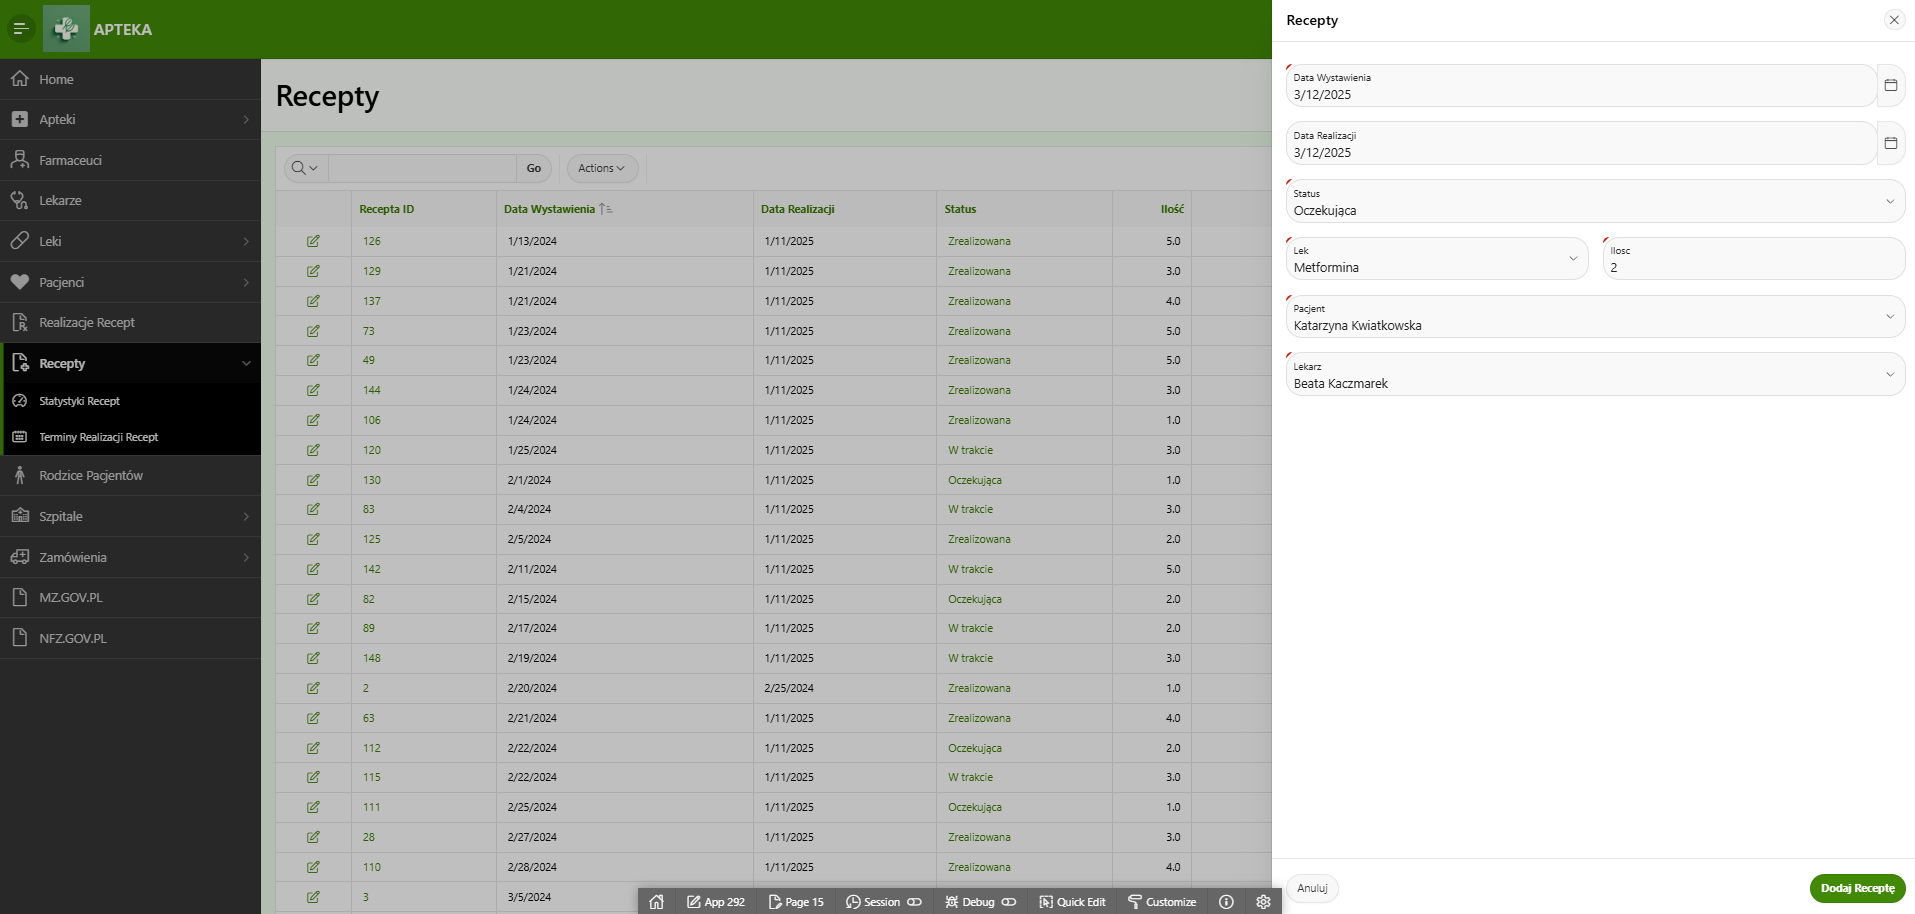 APTEKA
Home
Apteki
Farmaceuci
Lekarze
Leki
Pacjenci
Realizacje Recept
Recepty
Statystyki Recept
Terminy Realizacji Recept
Rodzice Pacjentów
Szpitale
Zamówienia
MZ.GOV.PL
NFZ.GOV.PL
Recepty
Go Actions
Recepta ID Data Wystawienia Data Realizacji Status Ilość
126 1/13/2024 1/11/2025 Zrealizowana 5.0
129 1/21/2024 1/11/2025 Zrealizowana 3.0
137 1/21/2024 1/11/2025 Zrealizowana 4.0
73 1/23/2024 1/11/2025 Zrealizowana 5.0
49 1/23/2024 1/11/2025 Zrealizowana 5.0
144 1/24/2024 1/11/2025 Zrealizowana 3.0
106 1/24/2024 1/11/2025 Zrealizowana 1.0
120 1/25/2024 1/11/2025 W trakcie 3.0
130 2/1/2024 1/11/2025 Oczekująca 1.0
83 2/4/2024 1/11/2025 W trakcie 3.0
125 2/5/2024 1/11/2025 Zrealizowana 2.0
142 2/11/2024 1/11/2025 W trakcie 5.0
82 2/15/2024 1/11/2025 Oczekująca 2.0
89 2/17/2024 1/11/2025 W trakcie 2.0
148 2/19/2024 1/11/2025 W trakcie 3.0
2 2/20/2024 2/25/2024 Zrealizowana 1.0
63 2/21/2024 1/11/2025 Zrealizowana 4.0
112 2/22/2024 1/11/2025 Oczekująca 2.0
115 2/22/2024 1/11/2025 W trakcie 3.0
111 2/25/2024 1/11/2025 Oczekująca 1.0
28 2/27/2024 1/11/2025 Zrealizowana 3.0
110 2/28/2024 1/11/2025 Zrealizowana 4.0
3 3/5/2024
App 292 Page 15 Session Debug Quick Edit Customize
Recepty
Data Wystawienia
3/12/2025
Data Realizacji
3/12/2025
Status
Oczekująca
Lek
Metformina
Ilosc
2
Pacjent
Katarzyna Kwiatkowska
Lekarz
Beata Kaczmarek
Anuluj
Dodaj Receptę